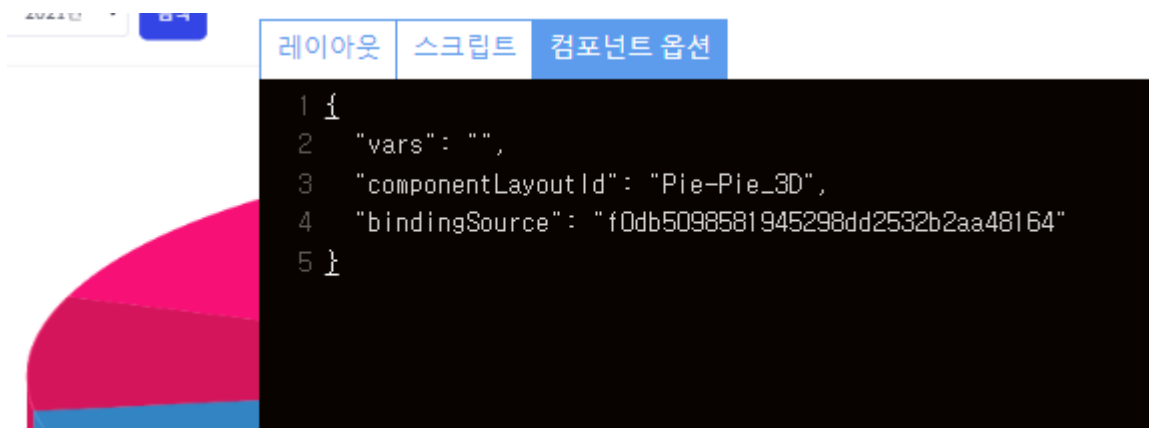 레이아웃 스크립트 컴포넌트 옵션
1 {
2 "vars": "",
3 "componentLayoutId": "Pie-Pie_3D",
4 "bindingSource": "f0db5098581945298dd2532b2aa48164"
5 }